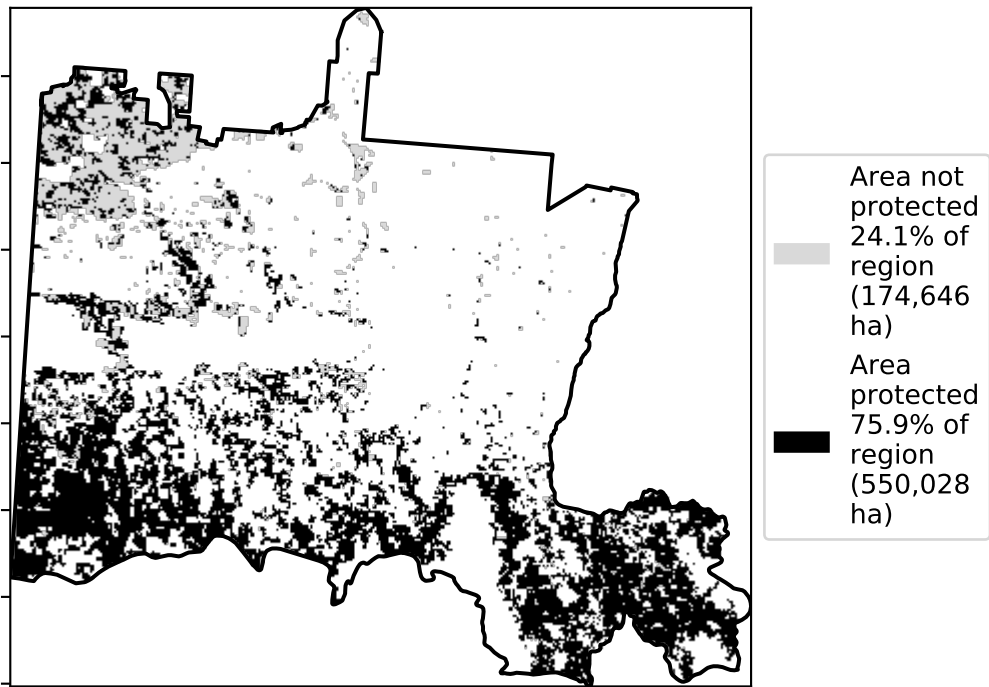 Area not
protected
24.1% of
region
(174,646
ha)
Area
protected
75.9% of
region
(550,028
ha)